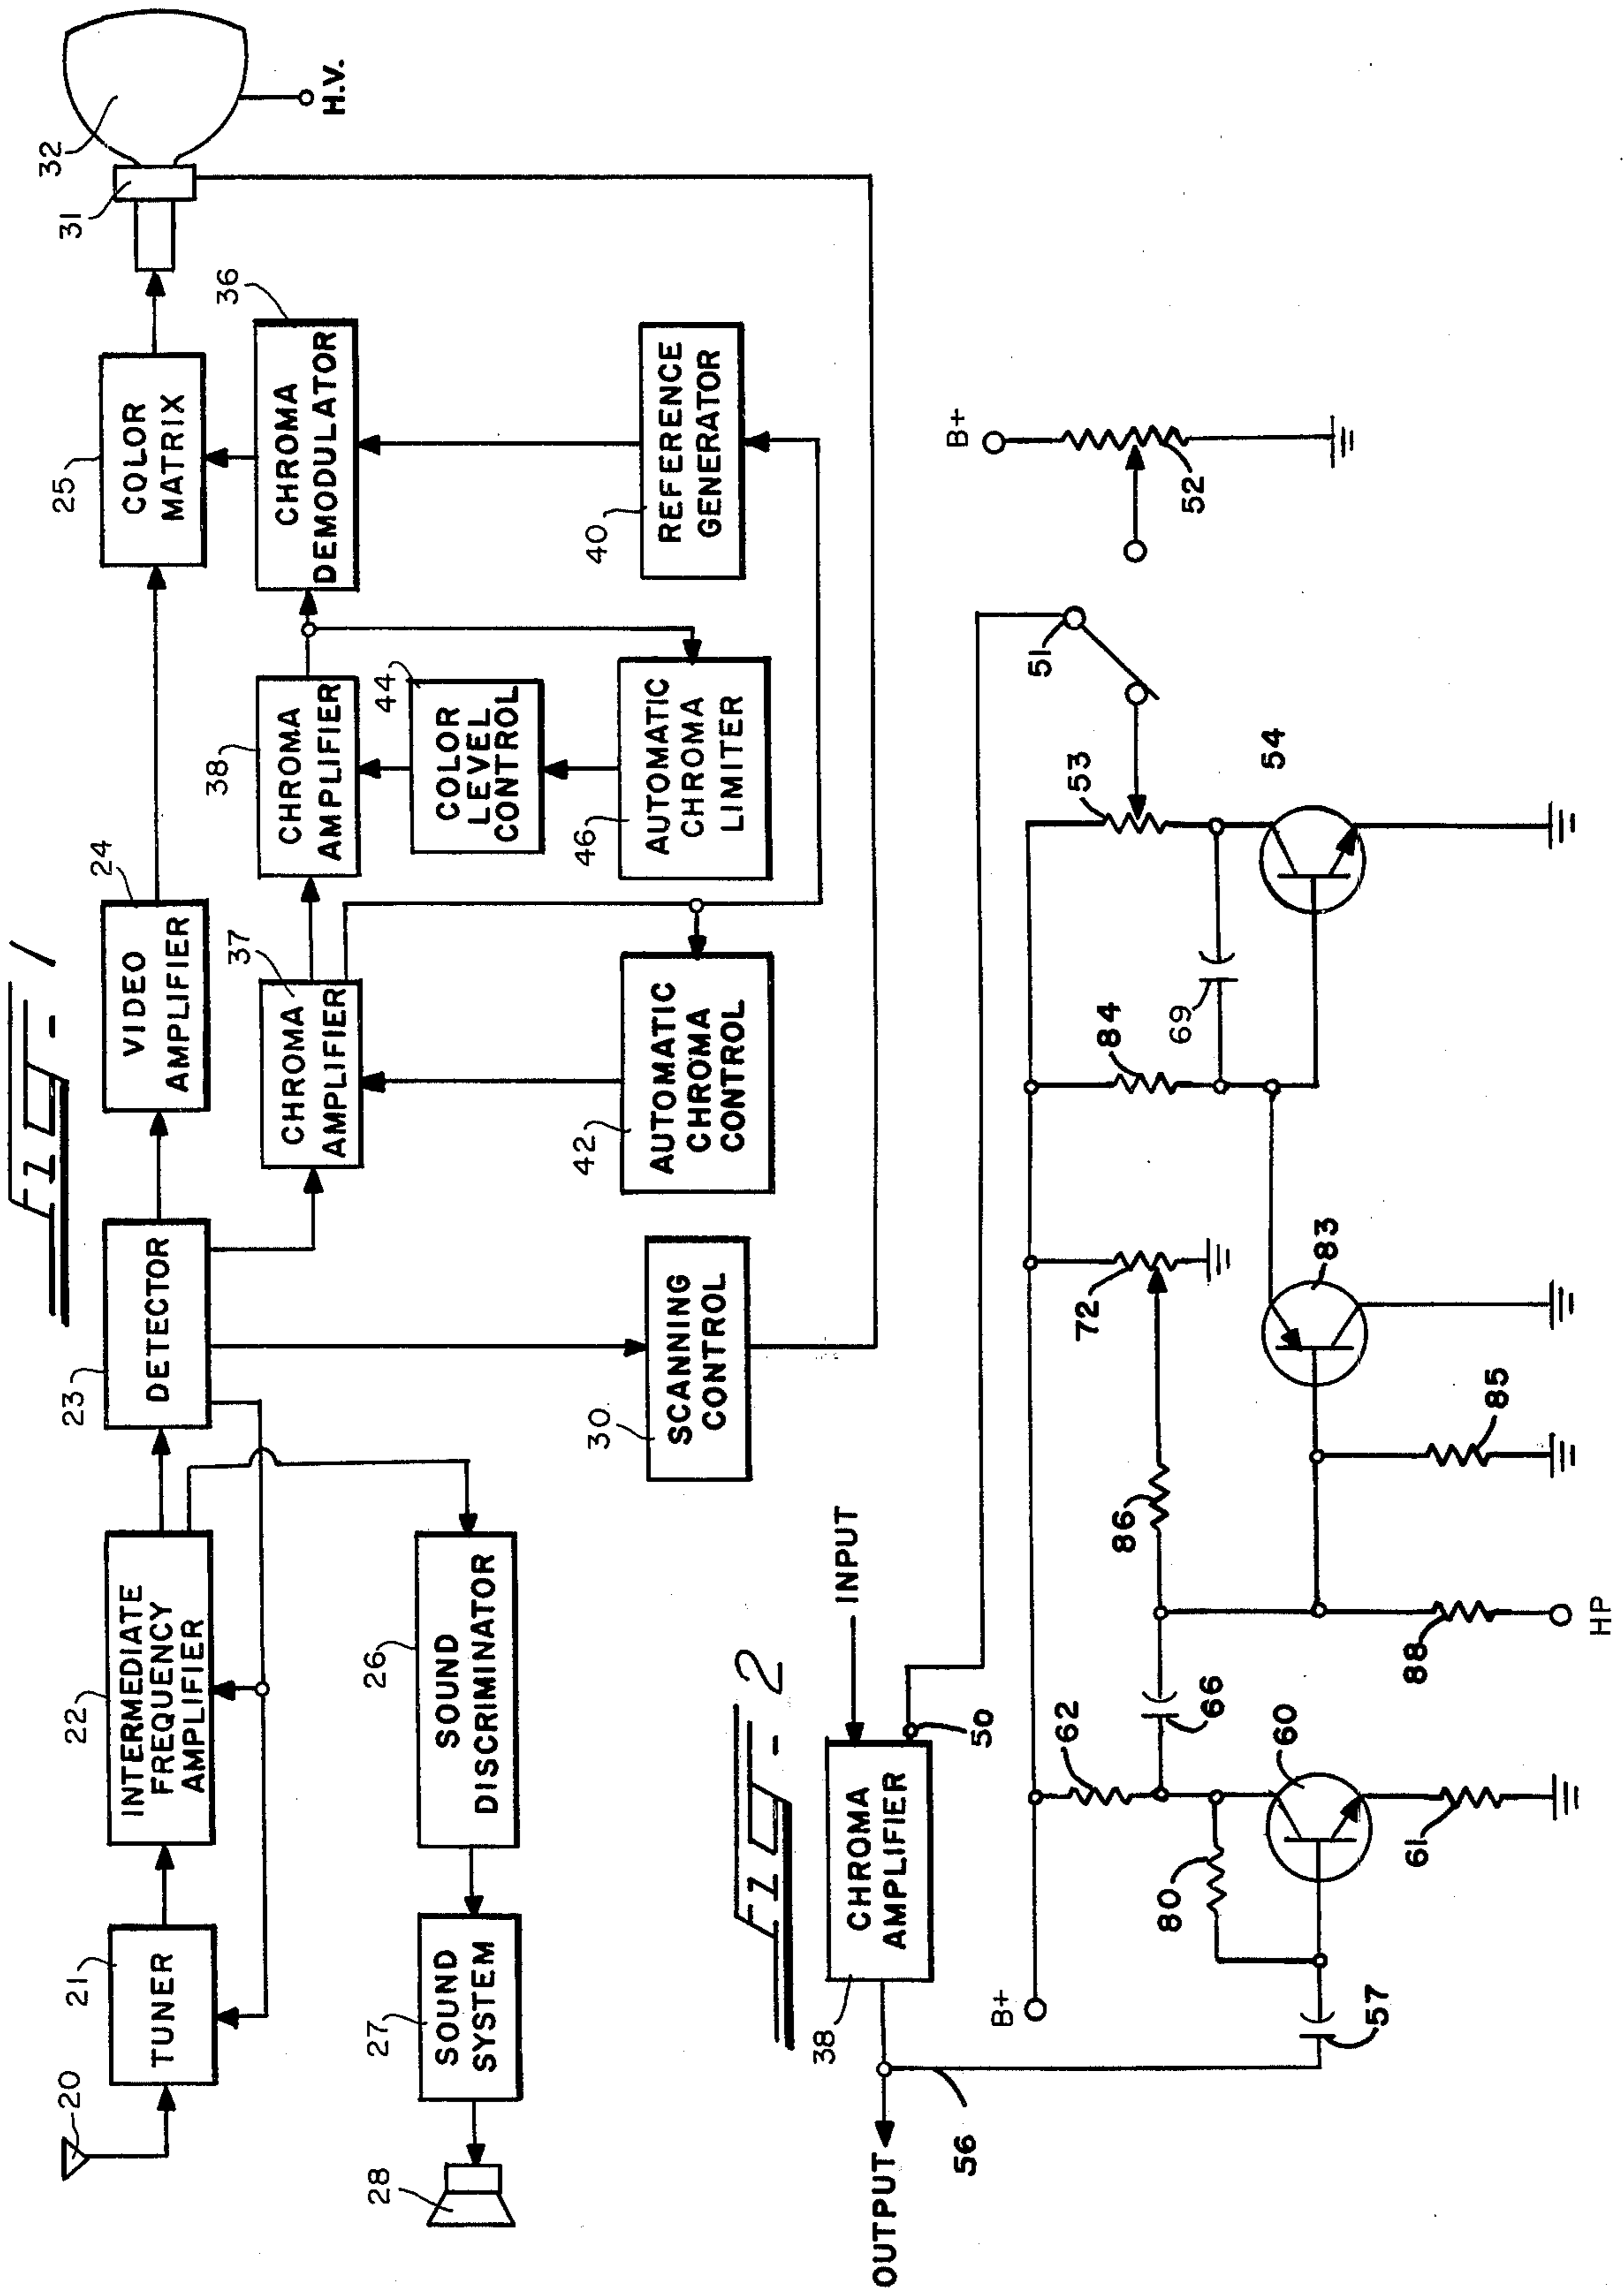 FIG-1
20
21
TUNER
22
INTERMEDIATE
FREQUENCY
AMPLIFIER
23
DETECTOR
24
VIDEO
AMPLIFIER
25
COLOR
MATRIX
31
32
H.V.
37
CHROMA
AMPLIFIER
38
CHROMA
AMPLIFIER
36
CHROMA
DEMODULATOR
44
COLOR
LEVEL
CONTROL
26
SOUND
DISCRIMINATOR
27
SOUND
SYSTEM
28
30
SCANNING
CONTROL
42
AUTOMATIC
CHROMA
CONTROL
46
AUTOMATIC
CHROMA
LIMITER
40
REFERENCE
GENERATOR
FIG-2
38
CHROMA
AMPLIFIER
INPUT
OUTPUT
50
56
B+
51
B+
52
53
54
62
66
86
72
84
69
80
60
57
61
88
HP
85
83